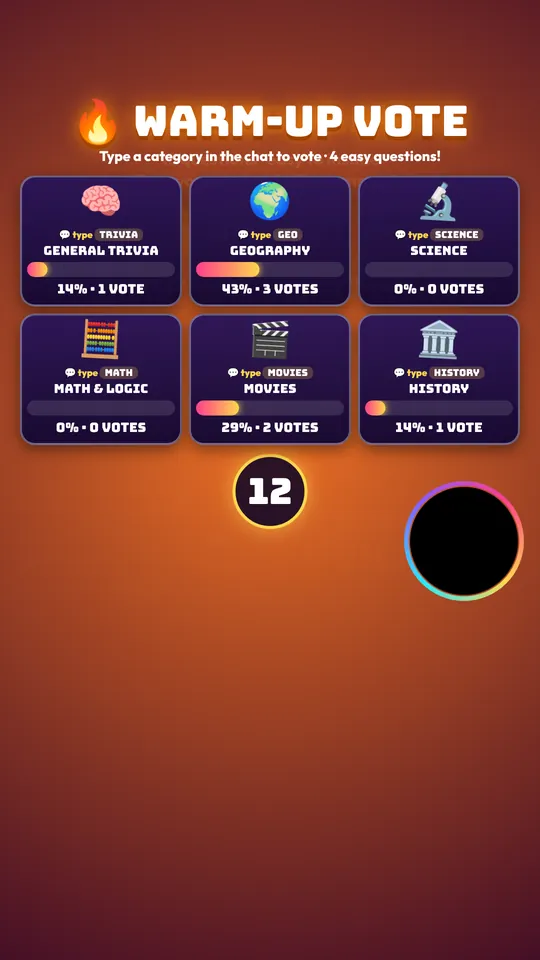 🔥 WARM-UP VOTE
Type a category in the chat to vote · 4 easy questions!
💬 type TRIVIA
GENERAL TRIVIA
14% • 1 VOTE
💬 type GEO
GEOGRAPHY
43% • 3 VOTES
💬 type SCIENCE
SCIENCE
0% • 0 VOTES
💬 type MATH
MATH & LOGIC
0% • 0 VOTES
💬 type MOVIES
MOVIES
29% • 2 VOTES
💬 type HISTORY
HISTORY
14% • 1 VOTE
12